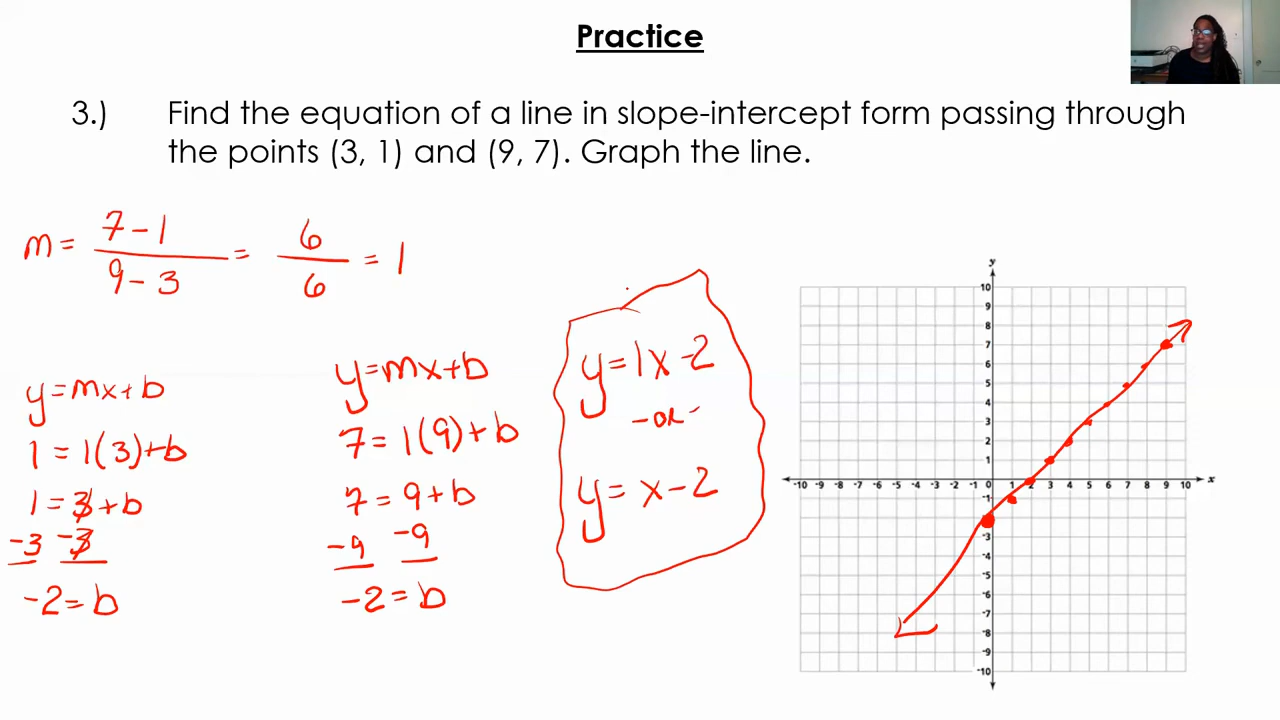 Practice
3.) Find the equation of a line in slope-intercept form passing through
the points (3, 1) and (9, 7). Graph the line.
m = 7 - 1 / 9 - 3 = 6 / 6 = 1
y = mx + b
1 = 1(3) + b
1 = 3 + b
-3 -3
-2 = b
y = mx + b
7 = 1(9) + b
7 = 9 + b
-9 -9
-2 = b
y = 1x - 2
- or -
y = x - 2
y
10
9
8
7
6
5
4
3
2
1
-10 -9 -8 -7 -6 -5 -4 -3 -2 -1 0 1 2 3 4 5 6 7 8 9 10 x
-1
-3
-4
-5
-6
-7
-8
-9
-10